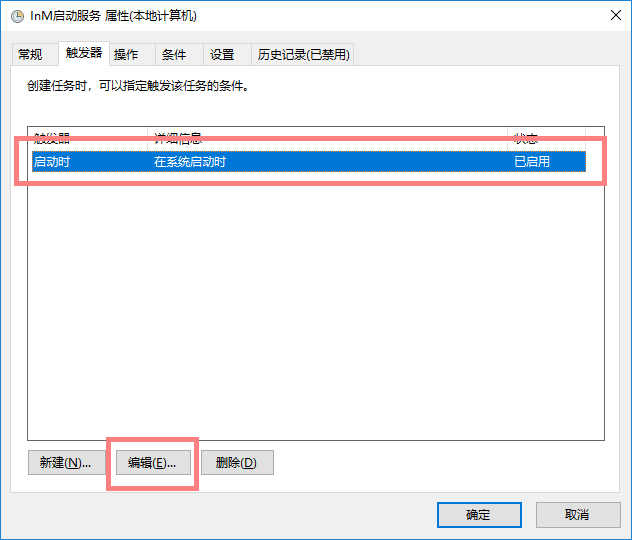 InM启动服务 属性(本地计算机)
常规 触发器 操作 条件 设置 历史记录(已禁用)
创建任务时，可以指定触发该任务的条件。
触发器 详细信息 状态
启动时 在系统启动时 已启用
新建(N)... 编辑(E)... 删除(D)
确定 取消